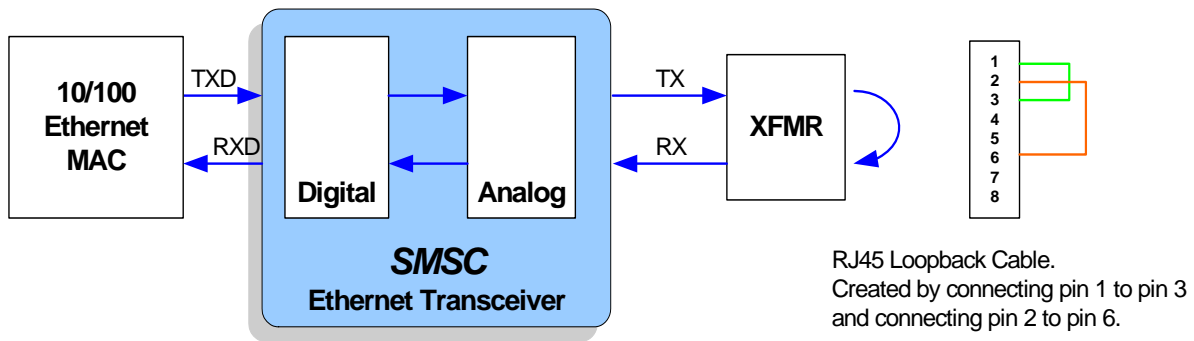 10/100
Ethernet
MAC
TXD
RXD
Digital
Analog
SMSC
Ethernet Transceiver
TX
RX
XFMR
1
2
3
4
5
6
7
8
RJ45 Loopback Cable.
Created by connecting pin 1 to pin 3
and connecting pin 2 to pin 6.